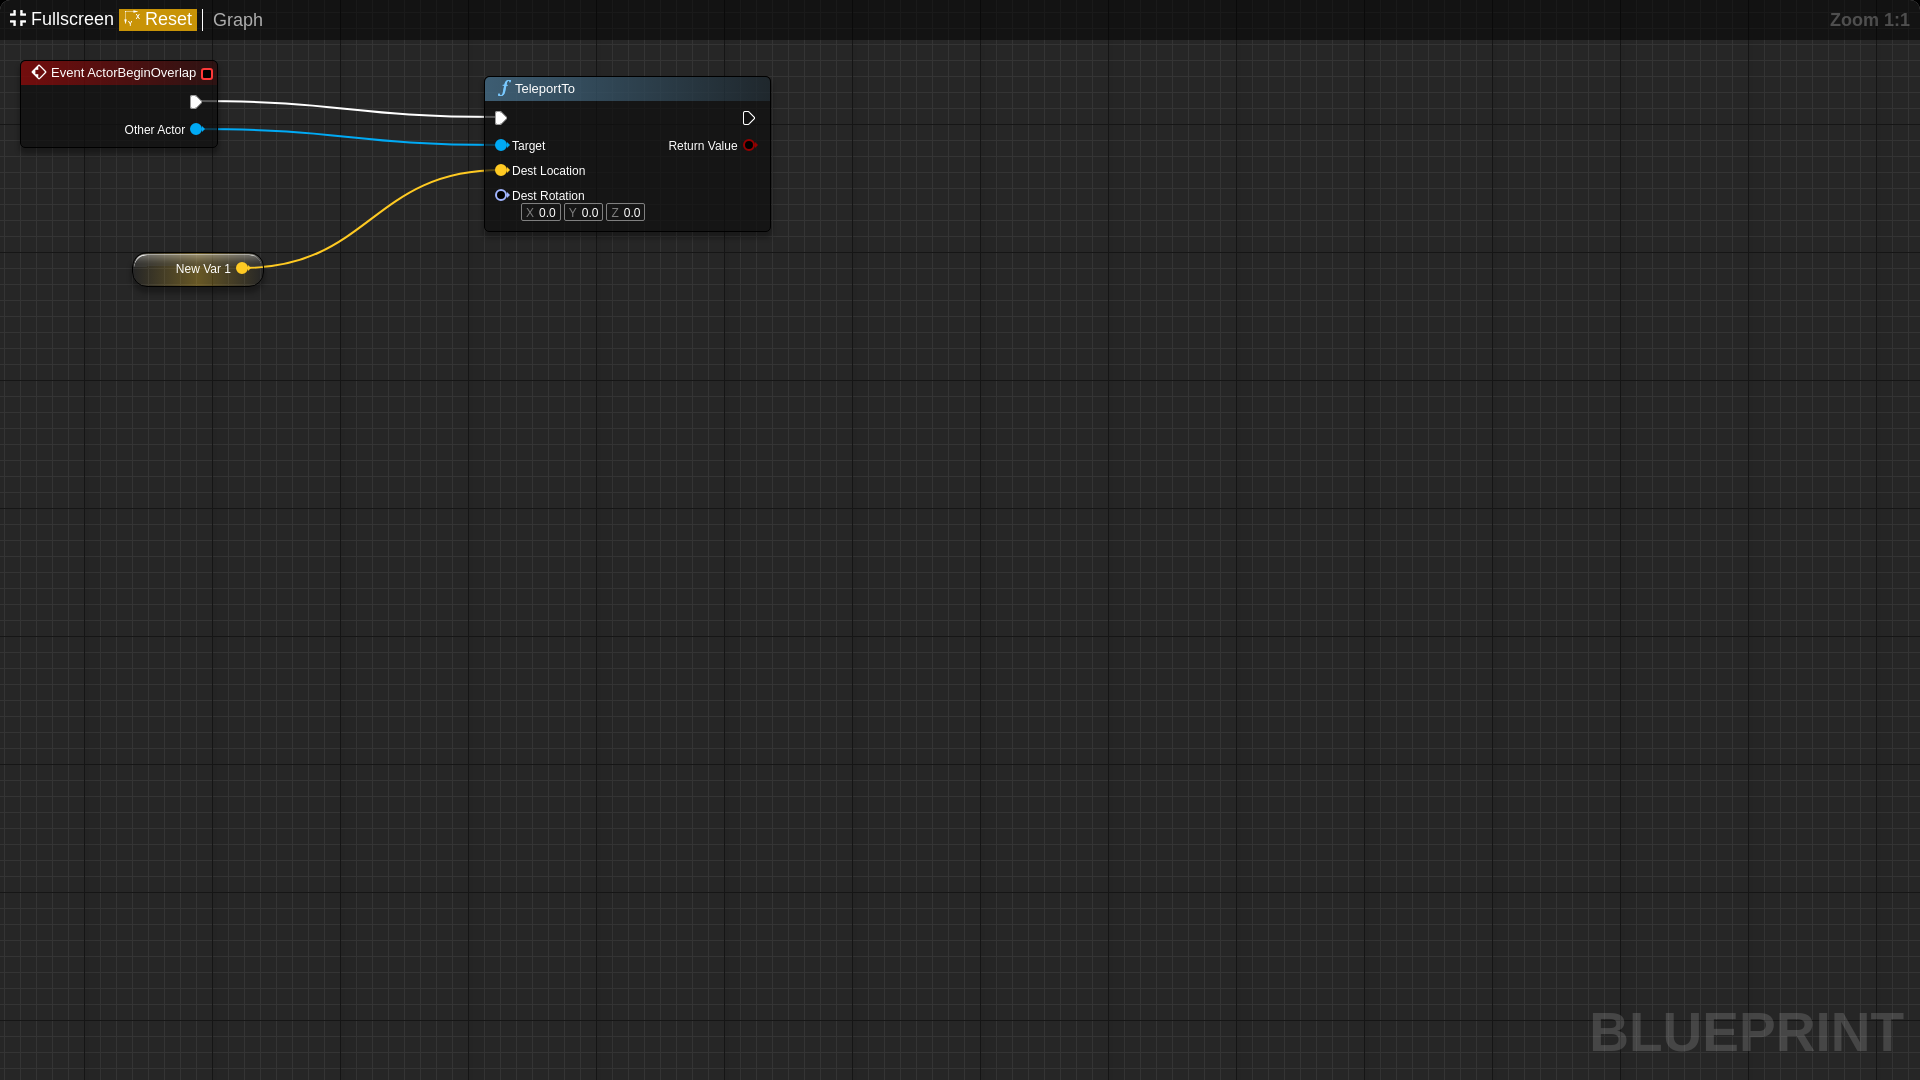 Fullscreen Reset Graph Zoom 1:1
Event ActorBeginOverlap
Other Actor
TeleportTo
Target Return Value
Dest Location
Dest Rotation
X 0.0 Y 0.0 Z 0.0
New Var 1
BLUEPRINT